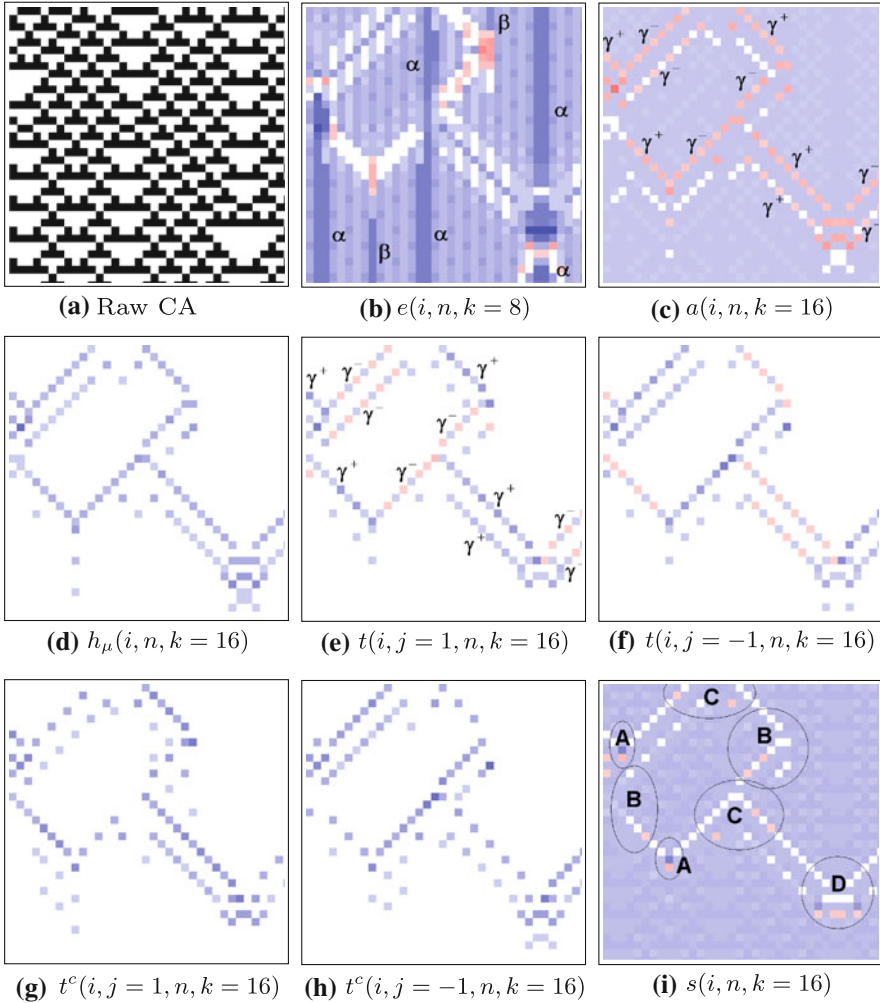 β
α
α
α
β
α
α
γ⁺
γ⁻
γ⁻
γ⁺
γ⁻
γ⁺
γ⁻
γ⁺
γ⁺
γ⁻
γ⁻
(a) Raw CA
(b) e(i, n, k = 8)
(c) a(i, n, k = 16)
γ⁺
γ⁻
γ⁻
γ⁺
γ⁻
γ⁺
γ⁻
γ⁺
γ⁺
γ⁻
γ⁻
(d) hμ(i, n, k = 16)
(e) t(i, j = 1, n, k = 16)
(f) t(i, j = −1, n, k = 16)
C
A
B
B
C
A
D
(g) tᶜ(i, j = 1, n, k = 16)
(h) tᶜ(i, j = −1, n, k = 16)
(i) s(i, n, k = 16)